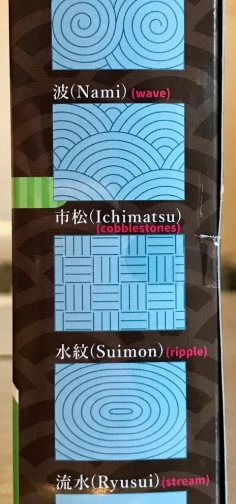 波(Nami) (wave)
市松(Ichimatsu)
(cobblestones)
水紋(Suimon) (ripple)
流水(Ryusui) (stream)